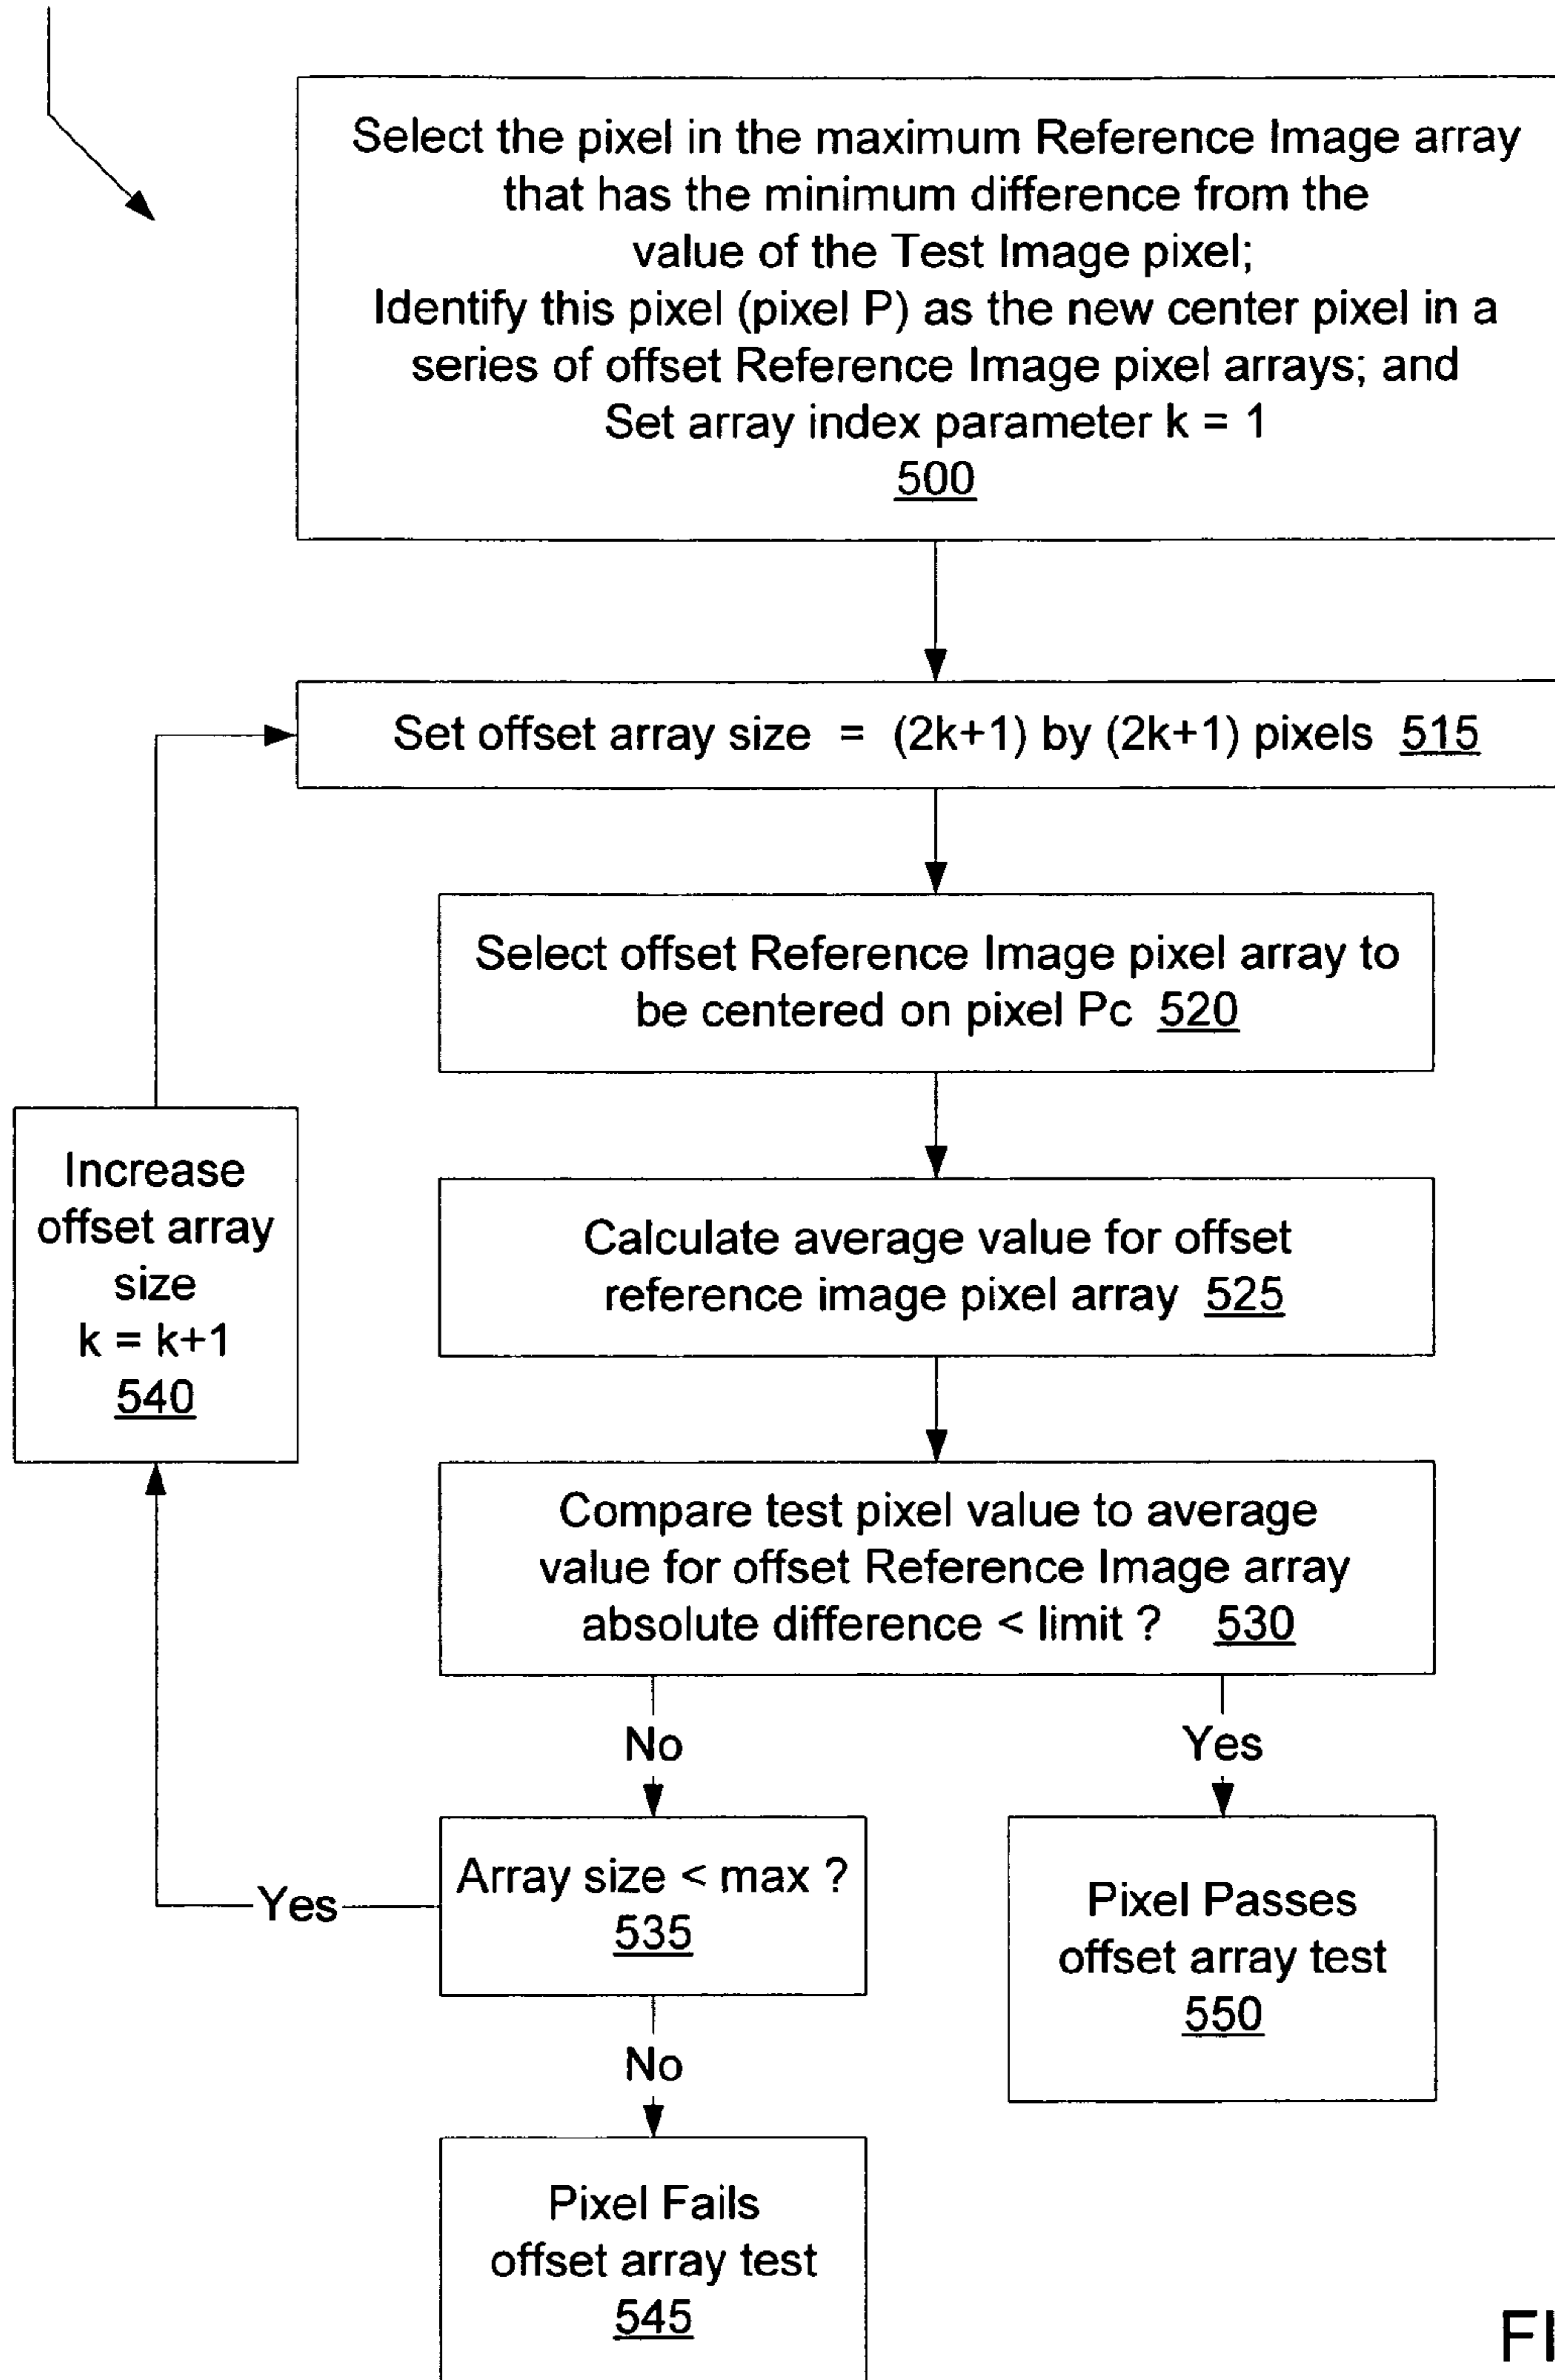 Select the pixel in the maximum Reference Image array
that has the minimum difference from the
value of the Test Image pixel;
Identify this pixel (pixel P) as the new center pixel in a
series of offset Reference Image pixel arrays; and
Set array index parameter k = 1
500
Set offset array size = (2k+1) by (2k+1) pixels 515
Select offset Reference Image pixel array to
be centered on pixel Pc 520
Calculate average value for offset
reference image pixel array 525
Increase
offset array
size
k = k+1
540
Compare test pixel value to average
value for offset Reference Image array
absolute difference < limit ? 530
No
Yes
Array size < max ?
535
Yes
Pixel Passes
offset array test
550
No
Pixel Fails
offset array test
545
FI